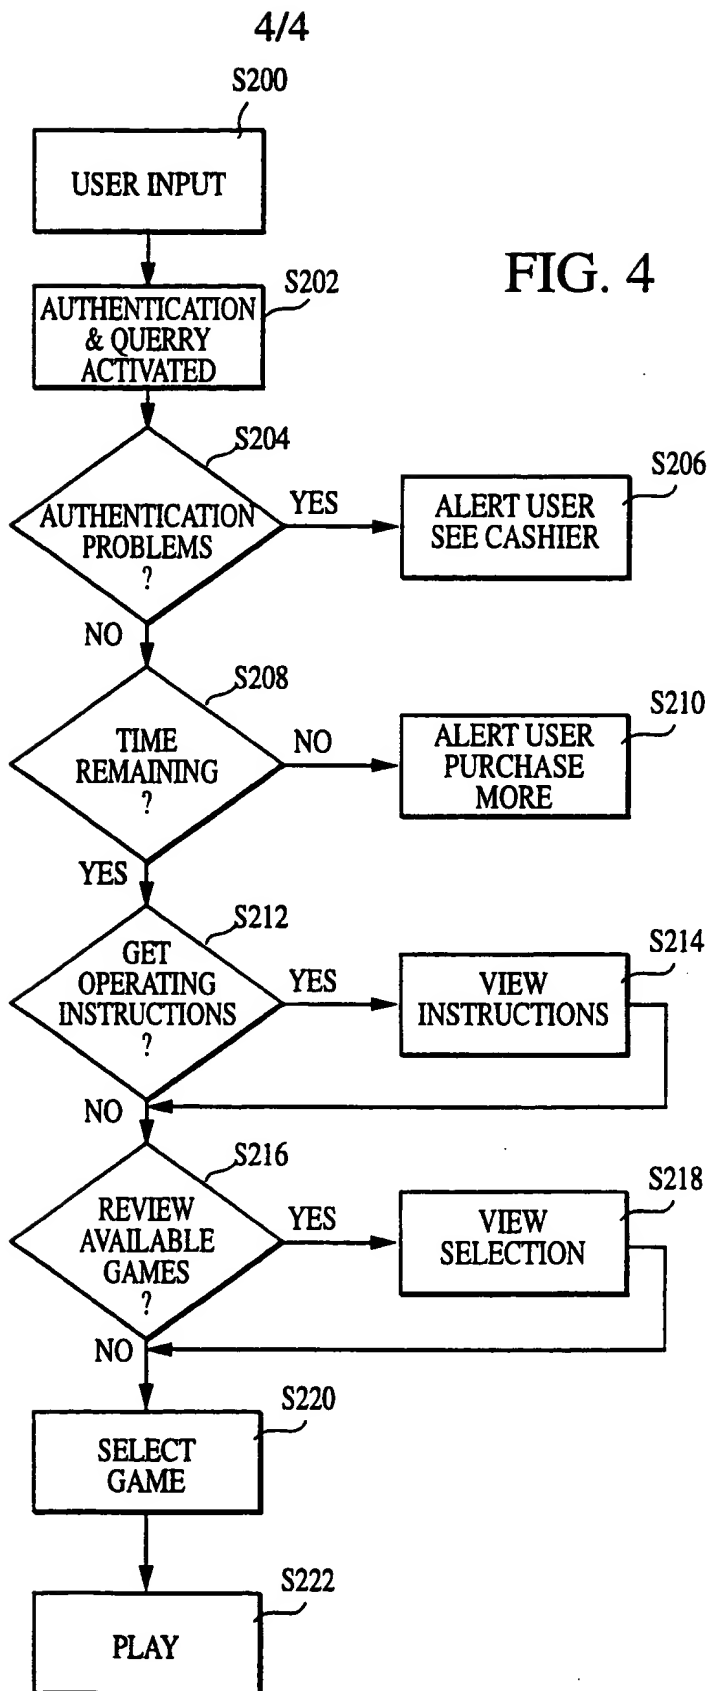 4/4
S200
USER INPUT
FIG. 4
S202
AUTHENTICATION
& QUERRY
ACTIVATED
S204
AUTHENTICATION
PROBLEMS
?
YES
S206
ALERT USER
SEE CASHIER
NO
S208
TIME
REMAINING
?
NO
S210
ALERT USER
PURCHASE
MORE
YES
S212
GET
OPERATING
INSTRUCTIONS
?
YES
S214
VIEW
INSTRUCTIONS
NO
S216
REVIEW
AVAILABLE
GAMES
?
YES
S218
VIEW
SELECTION
NO
S220
SELECT
GAME
S222
PLAY